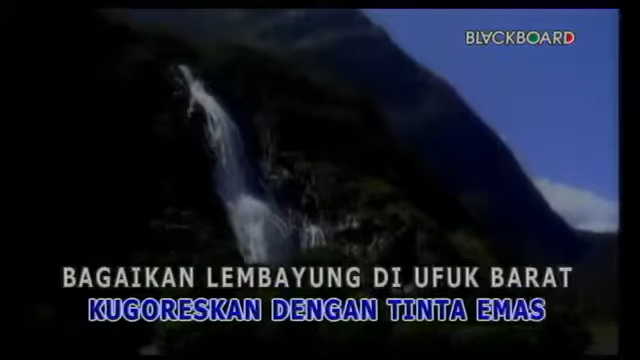 BLACKBOARD
BAGAIKAN LEMBAYUNG DI UFUK BARAT
KUGORESKAN DENGAN TINTA EMAS